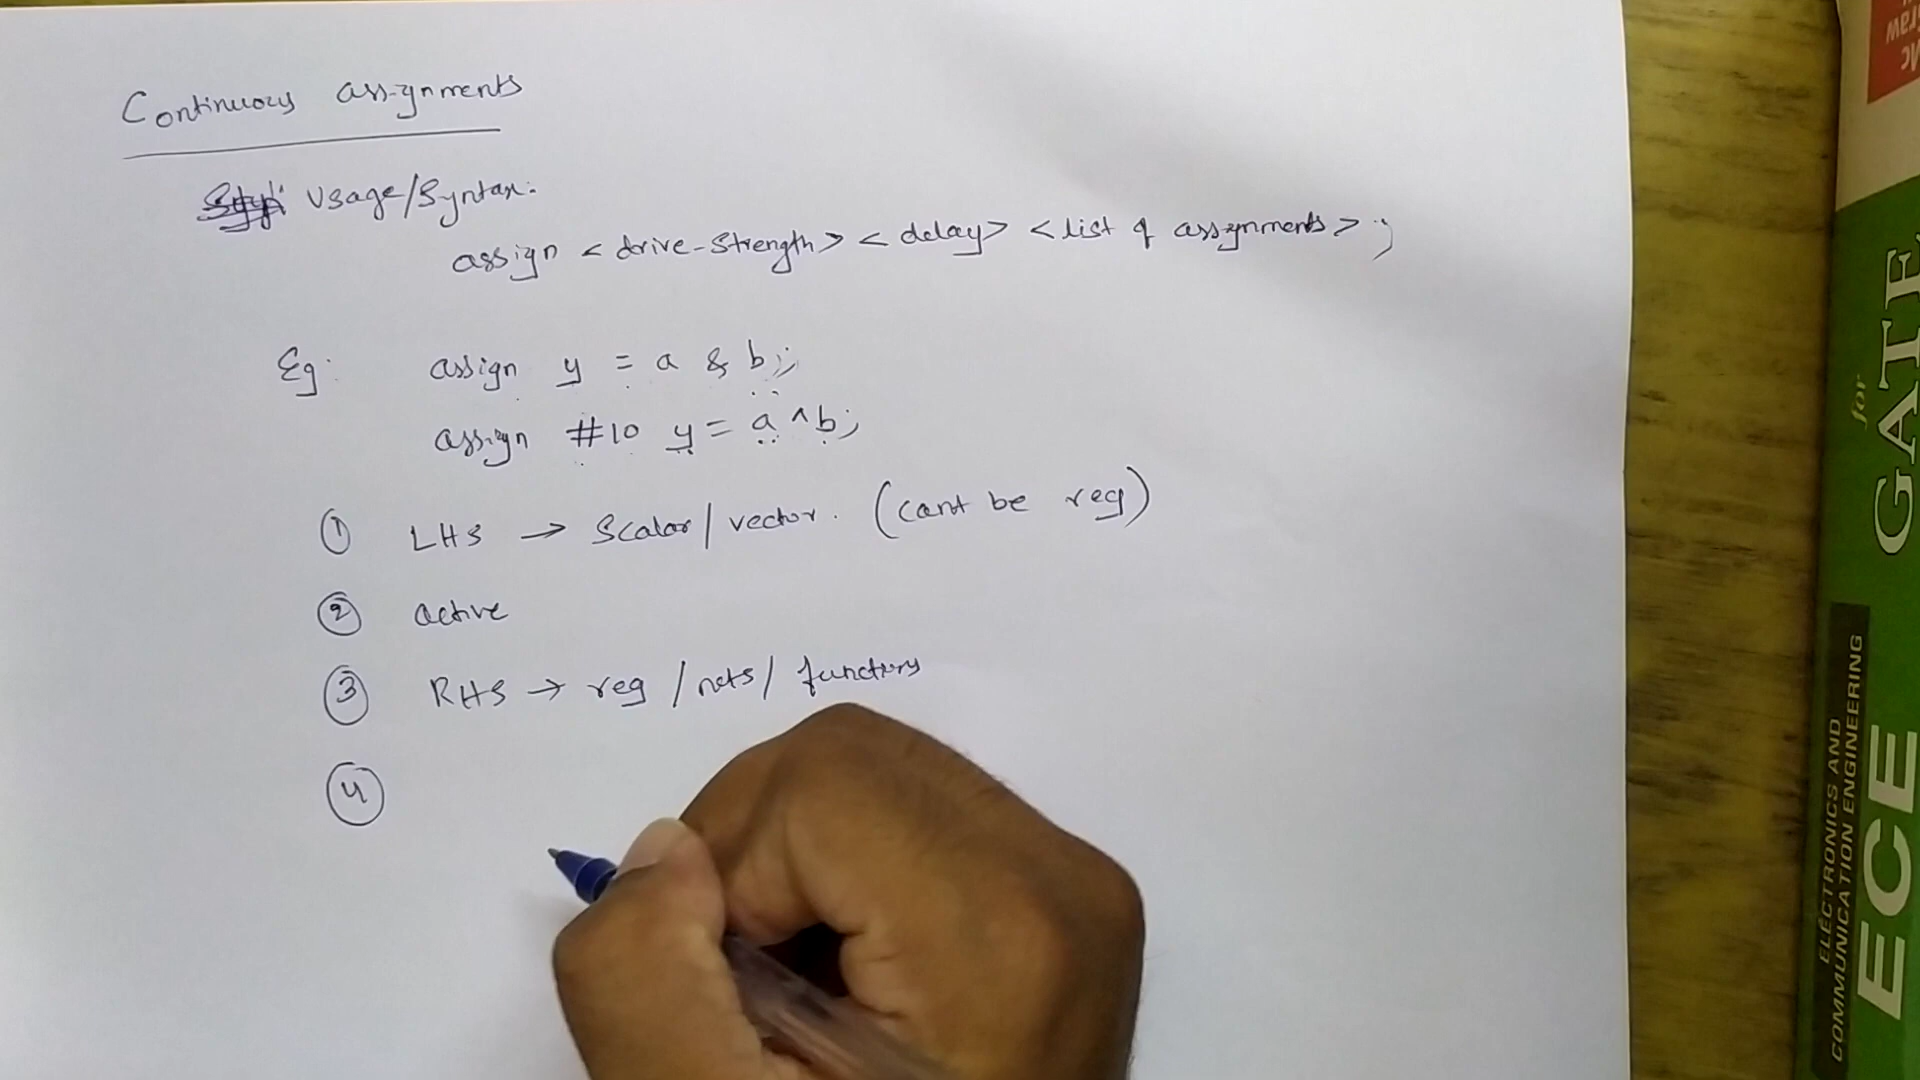 Continuous assignments
Usage/Syntax:
assign <drive-strength> <delay> <list of assignments> ;
Eg: assign y = a & b;
assign #10 y = a ^ b;
① LHS → Scalar/vector. (cant be reg)
② active
③ RHS → reg /nets/ functions
④
for
GATE
ELECTRONICS AND
COMMUNICATION ENGINEERING
ECE